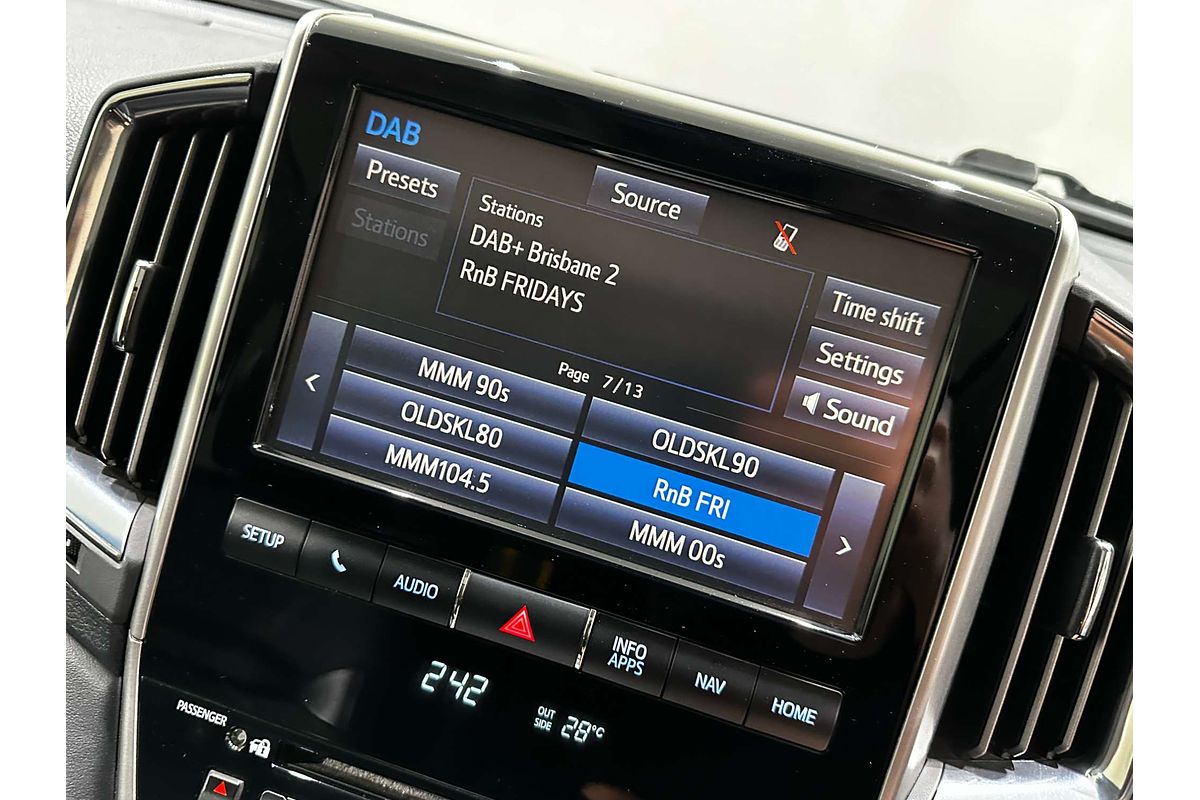 DAB
Presets
Source
Stations
Stations
DAB+ Brisbane 2
RnB FRIDAYS
Time shift
Settings
Sound
Page 7/13
<
MMM 90s
OLDSKL90
OLDSKL80
RnB FRI
MMM104.5
MMM 00s
>
SETUP
AUDIO
INFO
APPS
NAV
HOME
242
OUT
SIDE
28°C
PASSENGER